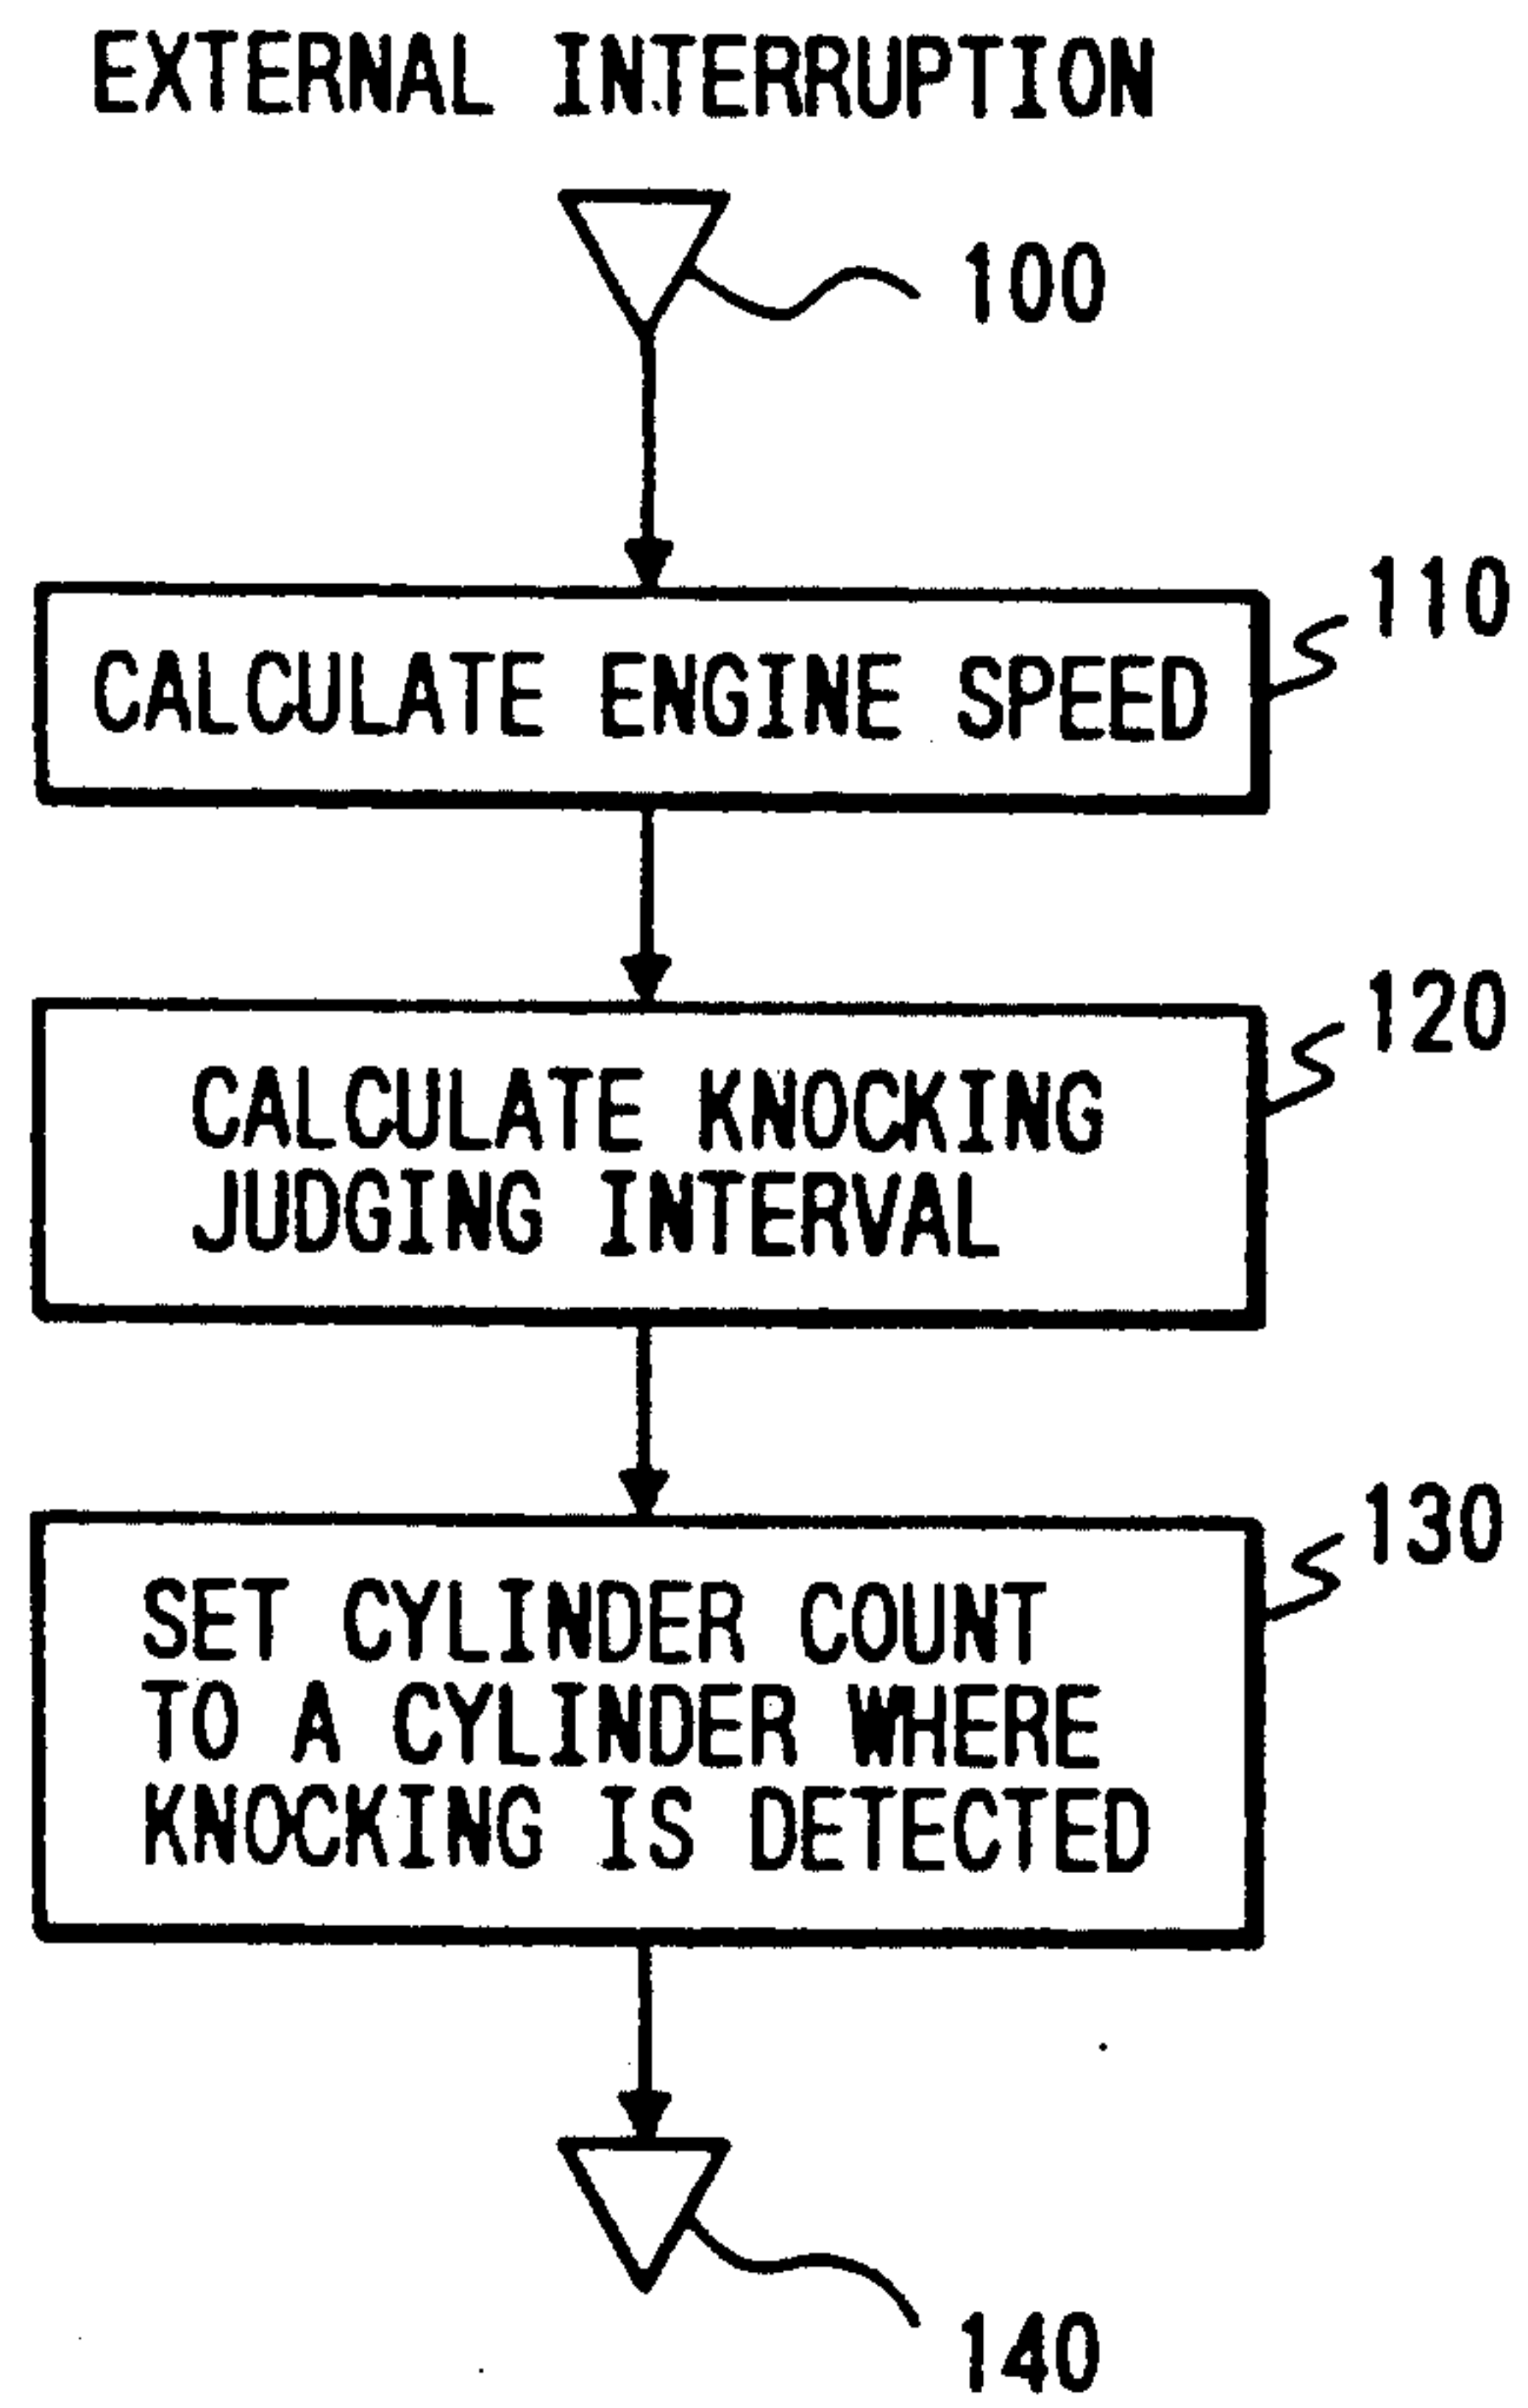 EXTERNAL INTERRUPTION
100
110
CALCULATE ENGINE SPEED
120
CALCULATE KNOCKING
JUDGING INTERVAL
130
SET CYLINDER COUNT
TO A CYLINDER WHERE
KNOCKING IS DETECTED
140